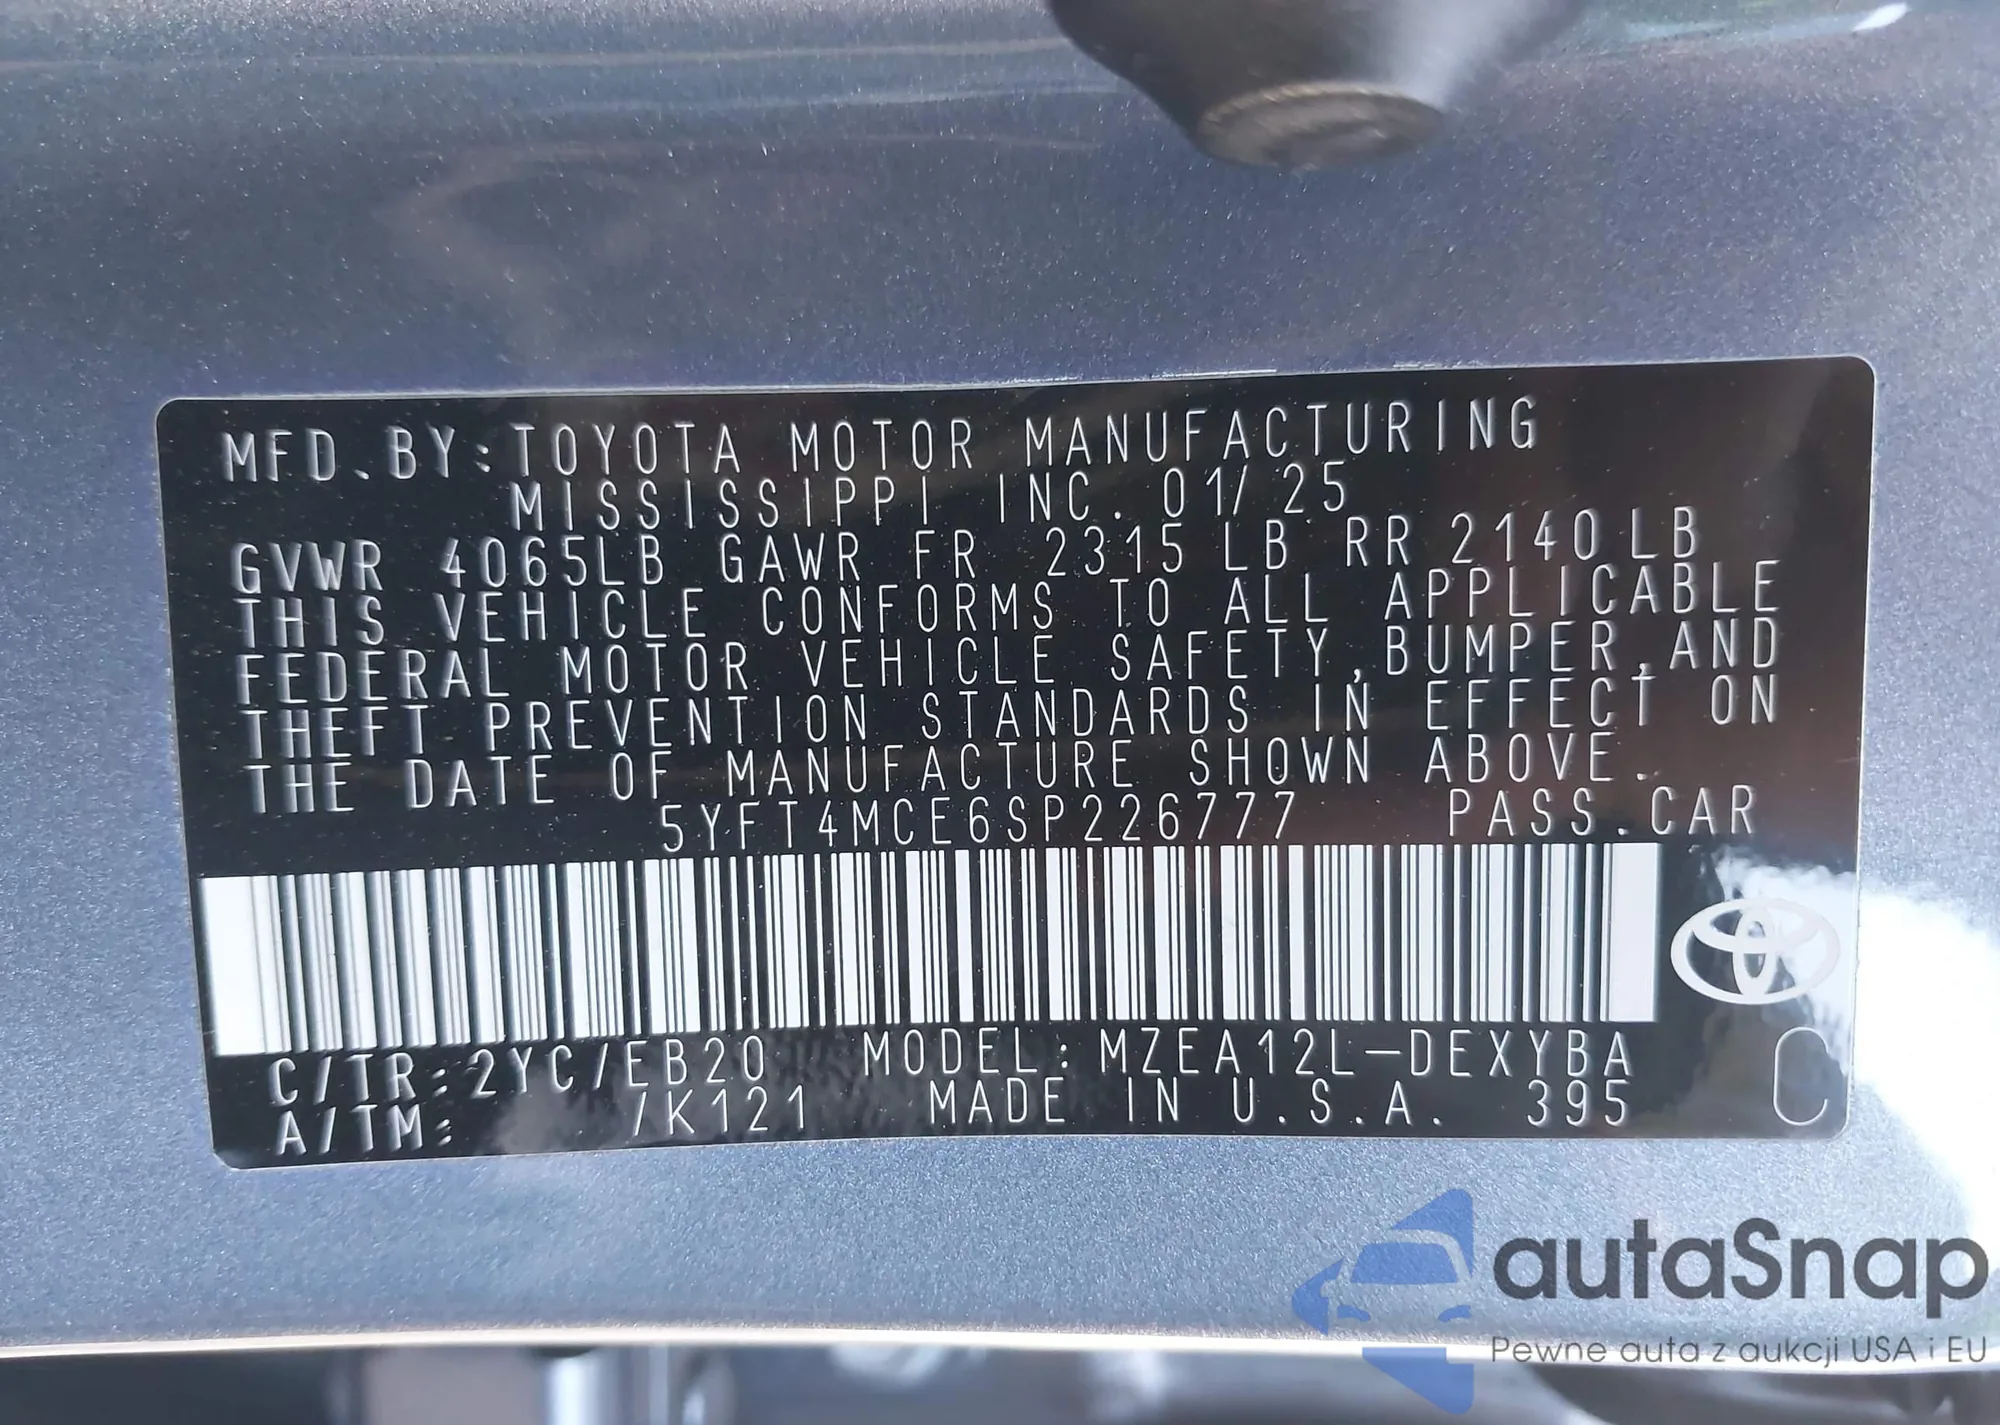 MFD.BY:TOYOTA MOTOR MANUFACTURING
MISSISSIPPI INC. 01/25
GVWR 4065LB GAWR FR 2315 LB RR 2140LB
THIS VEHICLE CONFORMS TO ALL APPLICABLE
FEDERAL MOTOR VEHICLE SAFETY,BUMPER,AND
THEFT PREVENTION STANDARDS IN EFFECT ON
THE DATE OF MANUFACTURE SHOWN ABOVE.
5YFT4MCE6SP226777 PASS.CAR
C/TR:2YC/EB20 MODEL:MZEA12L-DEXYBA
A/TM: /K121 MADE IN U.S.A. 395 C
autaSnap
Pewne auta z aukcji USA i EU